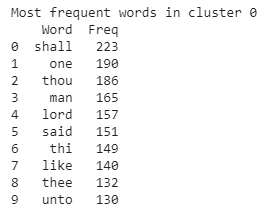 Most frequent words in cluster 0
Word Freq
0 shall 223
1 one 190
2 thou 186
3 man 165
4 lord 157
5 said 151
6 thi 149
7 like 140
8 thee 132
9 unto 130